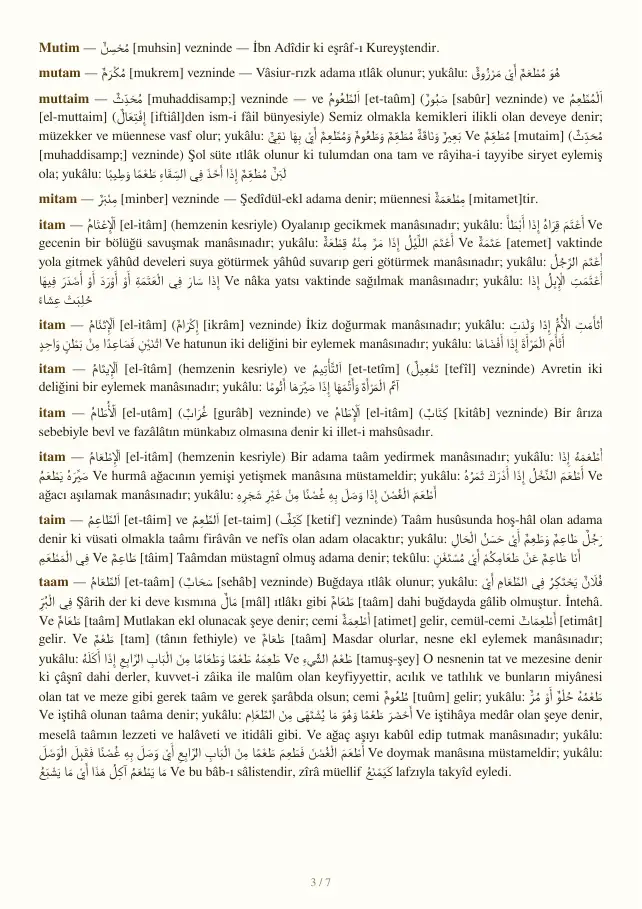 Mutim — مُحْسِنٌ [muhsin] vezninde — İbn Adîdir ki eşrâf-ı Kureyştendir.
mutam — مُكْرَمٌ [mukrem] vezninde — Vâsiur-rızk adama ıtlâk olunur; yukâlu: هُوَ مُطْعَمٌ أَيْ مَرْزُوقٌ
muttaim — مُحَدِّثٌ [muhaddisamp;] vezninde — ve اَلطَّعُومُ [et-taûm] (صَبُورٌ [sabûr] vezninde) ve اَلْمُطَّعِمُ
[el-muttaim] (اِفْتِعَالٌ [iftiâl]den ism-i fâil bünyesiyle) Semiz olmakla kemikleri ilikli olan deveye denir;
müzekker ve müennese vasf olur; yukâlu: بَعِيرٌ وَنَاقَةٌ مُطَعِّمٌ وَطَعُومٌ وَمُطَّعِمٌ أَيْ بِهَا نِقْيٌ Ve مُطَعِّمٌ [mutaim] (مُحَدِّثٌ
[muhaddisamp;] vezninde) Şol süte ıtlâk olunur ki tulumdan ona tam ve râyiha-i tayyibe siryet eylemiş
ola; yukâlu: لَبَنٌ مُطَعِّمٌ إِذَا أَخَذَ فِي السِّقَاءِ طَعْمًا وَطِيبًا
mitam — مِنْبَرٌ [minber] vezninde — Şedîdül-ekl adama denir; müennesi مِطْعَمَةٌ [mitamet]tir.
itam — اَلْإِعْتَامُ [el-itâm] (hemzenin kesriyle) Oyalanıp gecikmek manâsınadır; yukâlu: أَعْتَمَ قِرَاهُ إِذَا أَبْطَأَ Ve
gecenin bir bölüğü savuşmak manâsınadır; yukâlu: أَعْتَمَ اللَّيْلُ إِذَا مَرَّ مِنْهُ قِطْعَةٌ Ve عَتَمَةٌ [atemet] vaktinde
yola gitmek yâhûd develeri suya götürmek yâhûd suvarıp geri götürmek manâsınadır; yukâlu: أَعْتَمَ الرَّجُلُ
إِذَا سَارَ فِي الْعَتَمَةِ أَوْ أَوْرَدَ أَوْ أَصْدَرَ فِيهَا Ve nâka yatsı vaktinde sağılmak manâsınadır; yukâlu: أَعْتَمَتِ الْإِبِلُ إِذَا
حُلِبَتْ عِشَاءً
itam — اَلْإِتْآمُ [el-itâm] (إِكْرَامٌ [ikrâm] vezninde) İkiz doğurmak manâsınadır; yukâlu: أَتْأَمَتِ الْأُمُّ إِذَا وَلَدَتِ
اثْنَيْنِ فَصَاعِدًا مِنْ بَطْنٍ وَاحِدٍ Ve hatunun iki deliğini bir eylemek manâsınadır; yukâlu: أَتْأَمَ الْمَرْأَةَ إِذَا أَفْضَاهَا
itam — اَلْإِيتَامُ [el-îtâm] (hemzenin kesriyle) ve اَلتَّأْتِيمُ [et-tetîm] (تَفْعِيلٌ [tefîl] vezninde) Avretin iki
deliğini bir eylemek manâsınadır; yukâlu: آتَمَ الْمَرْأَةَ وَأَتَّمَهَا إِذَا صَيَّرَهَا أَتُومًا
itam — اَلْأُطَامُ [el-utâm] (غُرَابٌ [gurâb] vezninde) ve اَلْإِطَامُ [el-itâm] (كِتَابٌ [kitâb] vezninde) Bir ârıza
sebebiyle bevl ve fazâlâtın münkabız olmasına denir ki illet-i mahsûsadır.
itam — اَلْإِطْعَامُ [el-itâm] (hemzenin kesriyle) Bir adama taâm yedirmek manâsınadır; yukâlu: أَطْعَمَهُ إِذَا
صَيَّرَهُ يَطْعَمُ Ve hurmâ ağacının yemişi yetişmek manâsına müstameldir; yukâlu: أَطْعَمَ النَّخْلُ إِذَا أَدْرَكَ ثَمَرُهُ Ve
ağacı aşılamak manâsınadır; yukâlu: أَطْعَمَ الْغُصْنَ إِذَا وَصَلَ بِهِ غُصْنًا مِنْ غَيْرِ شَجَرِهِ
taim — اَلطَّاعِمُ [et-tâim] ve اَلطَّعِمُ [et-taim] (كَتِفٌ [ketif] vezninde) Taâm husûsunda hoş-hâl olan adama
denir ki vüsati olmakla taâmı firâvân ve nefîs olan adam olacaktır; yukâlu: رَجُلٌ طَاعِمٌ وَطَعِمٌ أَيْ حَسَنُ الْحَالِ
فِي الْمَطْعَمِ Ve طَاعِمٌ [tâim] Taâmdan müstagnî olmuş adama denir; tekûlu: أَنَا طَاعِمٌ عَنْ طَعَامِكُمْ أَيْ مُسْتَغْنٍ
taam — اَلطَّعَامُ [et-taâm] (سَحَابٌ [sehâb] vezninde) Buğdaya ıtlâk olunur; yukâlu: فُلَانٌ يَحْتَكِرُ فِي الطَّعَامِ أَيْ
فِي الْبُرِّ Şârih der ki deve kısmına مَالٌ [mâl] ıtlâkı gibi طَعَامٌ [taâm] dahi buğdayda gâlib olmuştur. İntehâ.
Ve طَعَامٌ [taâm] Mutlakan ekl olunacak şeye denir; cemi أَطْعِمَةٌ [atimet] gelir, cemül-cemi أَطْعِمَاتٌ [etimât]
gelir. Ve طَعْمٌ [tam] (tânın fethiyle) ve طَعَامٌ [taâm] Masdar olurlar, nesne ekl eylemek manâsınadır;
yukâlu: طَعِمَهُ طَعْمًا وَطَعَامًا مِنَ الْبَابِ الرَّابِعِ إِذَا أَكَلَهُ Ve طَعْمُ الشَّيْءِ [tamuş-şey] O nesnenin tat ve mezesine denir
ki çâşnî dahi derler, kuvvet-i zâika ile malûm olan keyfiyyettir, acılık ve tatlılık ve bunların miyânesi
olan tat ve meze gibi gerek taâm ve gerek şarâbda olsun; cemi طُعُومٌ [tuûm] gelir; yukâlu: طَعْمُهُ حُلْوٌ أَوْ مُرٌّ
Ve iştihâ olunan taâma denir; yukâlu: أَحْضَرَ طَعْمًا وَهُوَ مَا يُشْتَهَى مِنَ الطَّعَامِ Ve iştihâya medâr olan şeye denir,
meselâ taâmın lezzeti ve halâveti ve itidâli gibi. Ve ağaç aşıyı kabûl edip tutmak manâsınadır; yukâlu:
أَطْعَمَ الْغُصْنَ فَطَعِمَ طَعْمًا مِنَ الْبَابِ الرَّابِعِ أَيْ وَصَلَ بِهِ غُصْنًا فَقَبِلَ الْوَصْلَ Ve doymak manâsına müstameldir; yukâlu:
مَا يَطْعَمُ آكِلُ هَذَا أَيْ مَا يَشْبَعُ Ve bu bâb-ı sâlistendir, zîrâ müellif كَيَمْنَعُ lafzıyla takyîd eyledi.
3 / 7